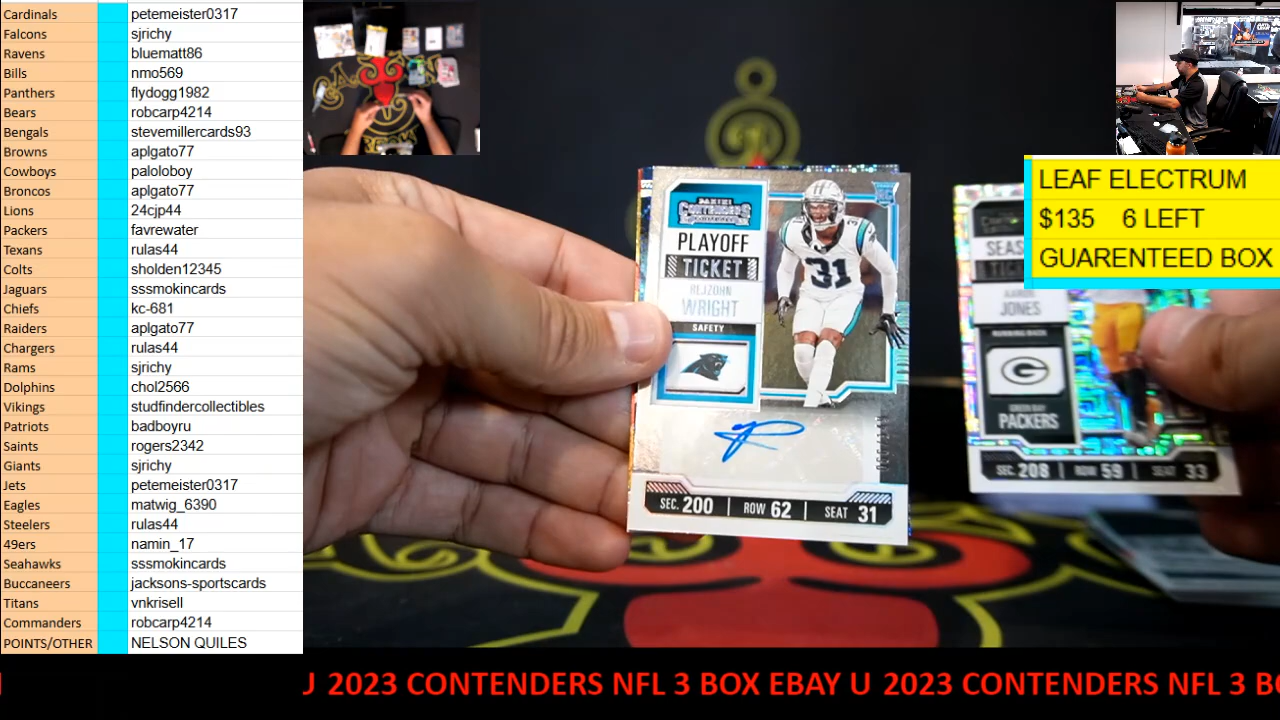 Cardinals petemeister0317
Falcons sjrichy
Ravens bluematt86
Bills nmo569
Panthers flydogg1982
Bears robcarp4214
Bengals stevemillercards93
Browns aplgato77
Cowboys paloloboy
Broncos aplgato77
Lions 24cjp44
Packers favrewater
Texans rulas44
Colts sholden12345
Jaguars sssmokincards
Chiefs kc-681
Raiders aplgato77
Chargers rulas44
Rams sjrichy
Dolphins chol2566
Vikings studfindercollectibles
Patriots badboyru
Saints rogers2342
Giants sjrichy
Jets petemeister0317
Eagles matwig_6390
Steelers rulas44
49ers namin_17
Seahawks sssmokincards
Buccaneers jacksons-sportscards
Titans vnkrisell
Commanders robcarp4214
POINTS/OTHER NELSON QUILES
LEAF ELECTRUM
$135 6 LEFT
GUARENTEED BOX
PANINI
CONTENDERS
PLAYOFF
TICKET
REJZOHN
WRIGHT
SAFETY
31
SEC. 200 | ROW 62 | SEAT 31
JONES
RUNNING BACK
G
GREEN BAY
PACKERS
SEC. 208 ROW 59 SEAT 33
U 2023 CONTENDERS NFL 3 BOX EBAY U 2023 CONTENDERS NFL 3